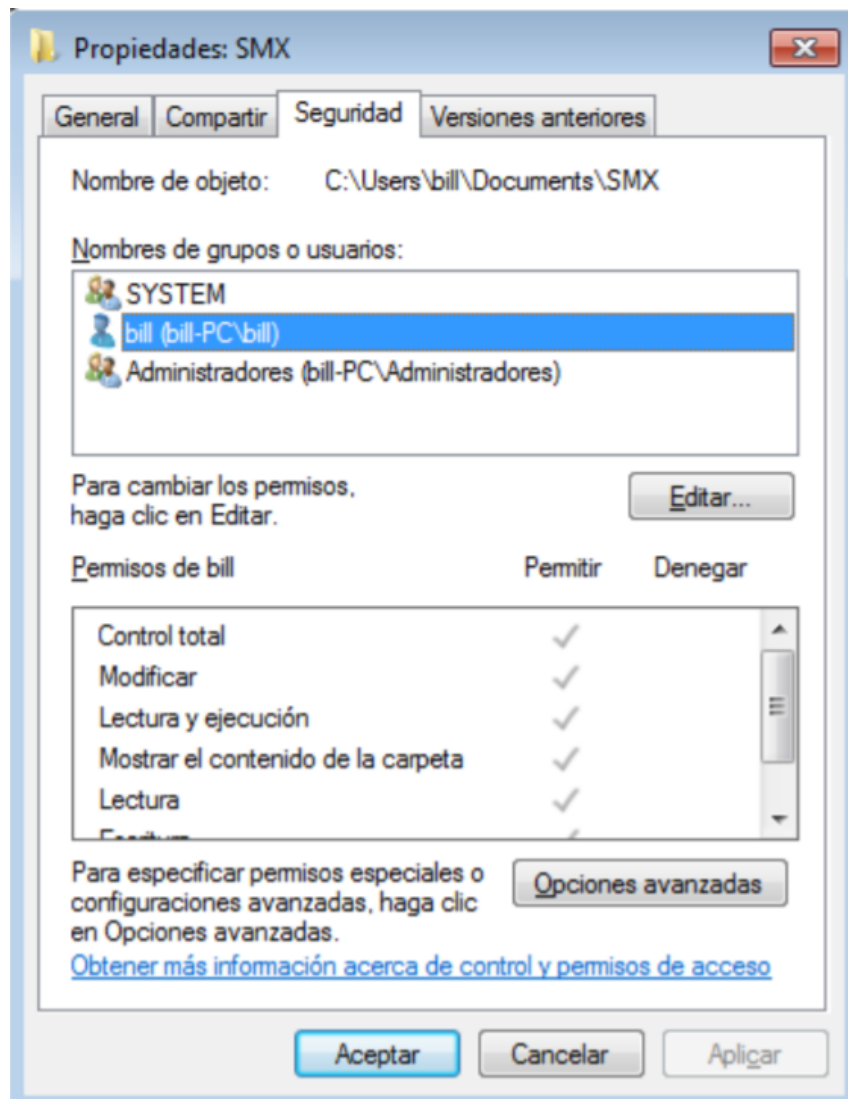 Propiedades: SMX
General Compartir Seguridad Versiones anteriores
Nombre de objeto: C:\Users\bill\Documents\SMX
Nombres de grupos o usuarios:
SYSTEM
bill (bill-PC\bill)
Administradores (bill-PC\Administradores)
Para cambiar los permisos,
haga clic en Editar.
Editar...
Permisos de bill Permitir Denegar
Control total
Modificar
Lectura y ejecución
Mostrar el contenido de la carpeta
Lectura
Para especificar permisos especiales o
configuraciones avanzadas, haga clic
en Opciones avanzadas.
Opciones avanzadas
Obtener más información acerca de control y permisos de acceso
Aceptar Cancelar Aplicar